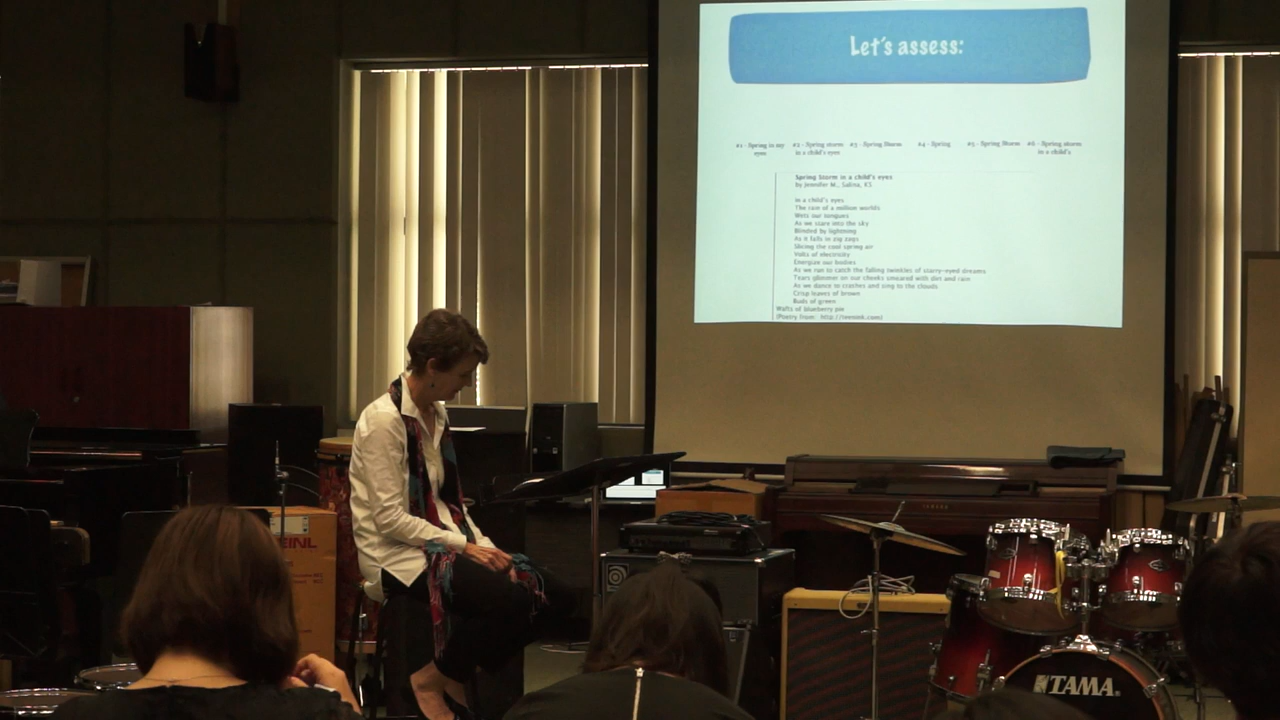 Let's assess:
#1 - Spring in my eyes
#2 - Spring storm in a child's eyes
#3 - Spring Storm
#4 - Spring
#5 - Spring Storm
#6 - Spring storm in a child's
Spring Storm in a child's eyes
by Jennifer M., Salina, KS
in a child's eyes
The rain of a million worlds
Wets our tongues
As we stare into the sky
Blinded by lightning
As it falls in zig zags
Slicing the cool spring air
Volts of electricity
Energize our bodies
As we run to catch the falling twinkles of starry-eyed dreams
Tears glimmer on our cheeks smeared with dirt and rain
As we dance to crashes and sing to the clouds
Crisp leaves of brown
Buds of green
Wafts of blueberry pie
(Poetry from: http://teenink.com)
EINL
YAMAHA
TAMA